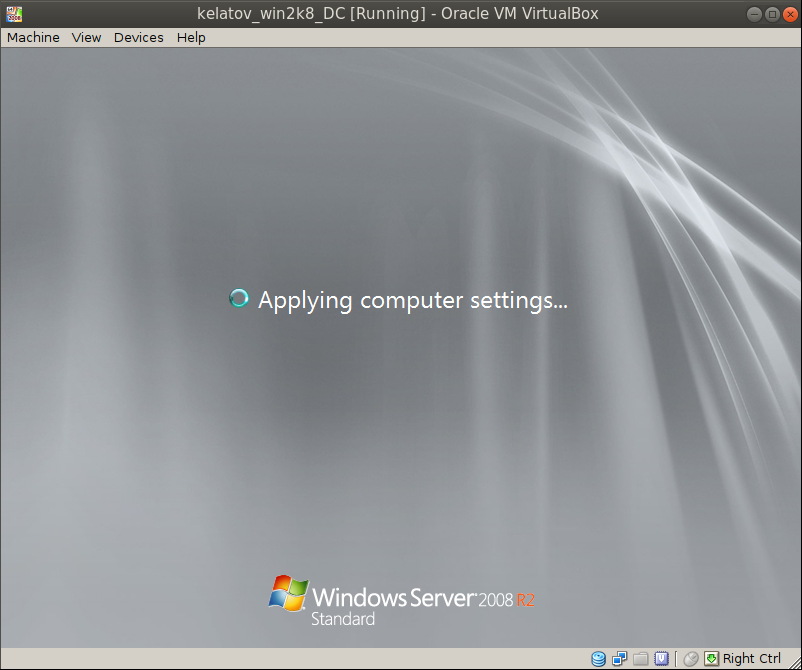 kelatov_win2k8_DC [Running] - Oracle VM VirtualBox
Machine View Devices Help
Applying computer settings...
Windows Server 2008 R2
Standard
Right Ctrl